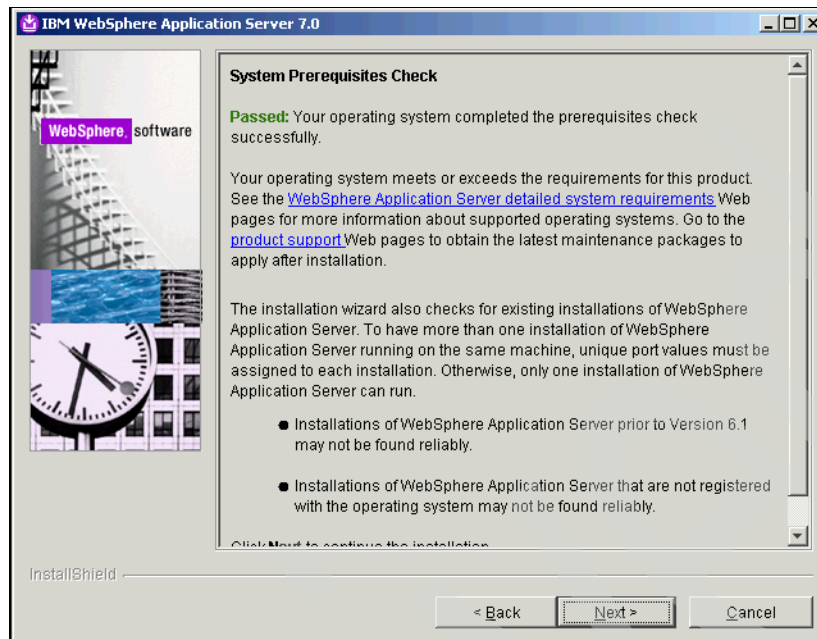 IBM WebSphere Application Server 7.0
WebSphere. software
System Prerequisites Check
Passed: Your operating system completed the prerequisites check
successfully.
Your operating system meets or exceeds the requirements for this product.
See the WebSphere Application Server detailed system requirements Web
pages for more information about supported operating systems. Go to the
product support Web pages to obtain the latest maintenance packages to
apply after installation.
The installation wizard also checks for existing installations of WebSphere
Application Server. To have more than one installation of WebSphere
Application Server running on the same machine, unique port values must be
assigned to each installation. Otherwise, only one installation of WebSphere
Application Server can run.
● Installations of WebSphere Application Server prior to Version 6.1
may not be found reliably.
● Installations of WebSphere Application Server that are not registered
with the operating system may not be found reliably.
Click Next to continue the installation
InstallShield
< Back
Next >
Cancel